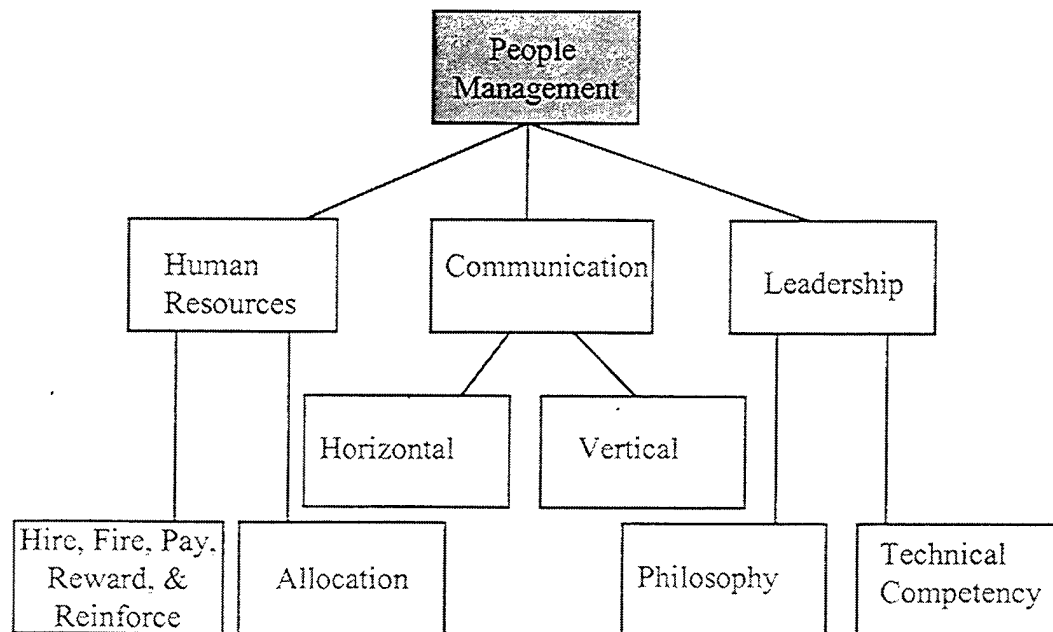 People
Management
Human
Resources
Communication
Leadership
Horizontal
Vertical
Hire, Fire, Pay,
Reward, &
Reinforce
Allocation
Philosophy
Technical
Competency